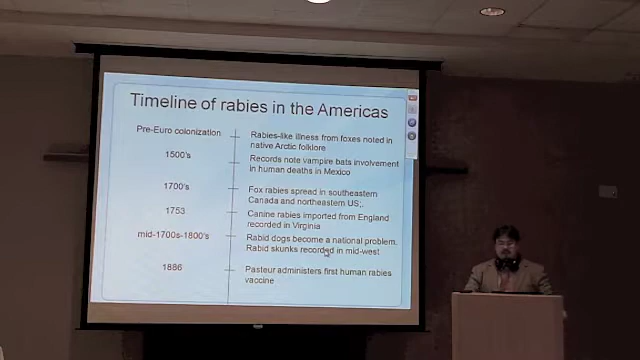 Timeline of rabies in the Americas
Pre-Euro colonization
Rabies-like illness from foxes noted in
native Arctic folklore
1500's
Records note vampire bats involvement
in human deaths in Mexico
1700's
Fox rabies spread in southeastern
Canada and northeastern US;.
1753
Canine rabies imported from England
recorded in Virginia
mid-1700s-1800's
Rabid dogs become a national problem.
Rabid skunks recorded in mid-west
1886
Pasteur administers first human rabies
vaccine